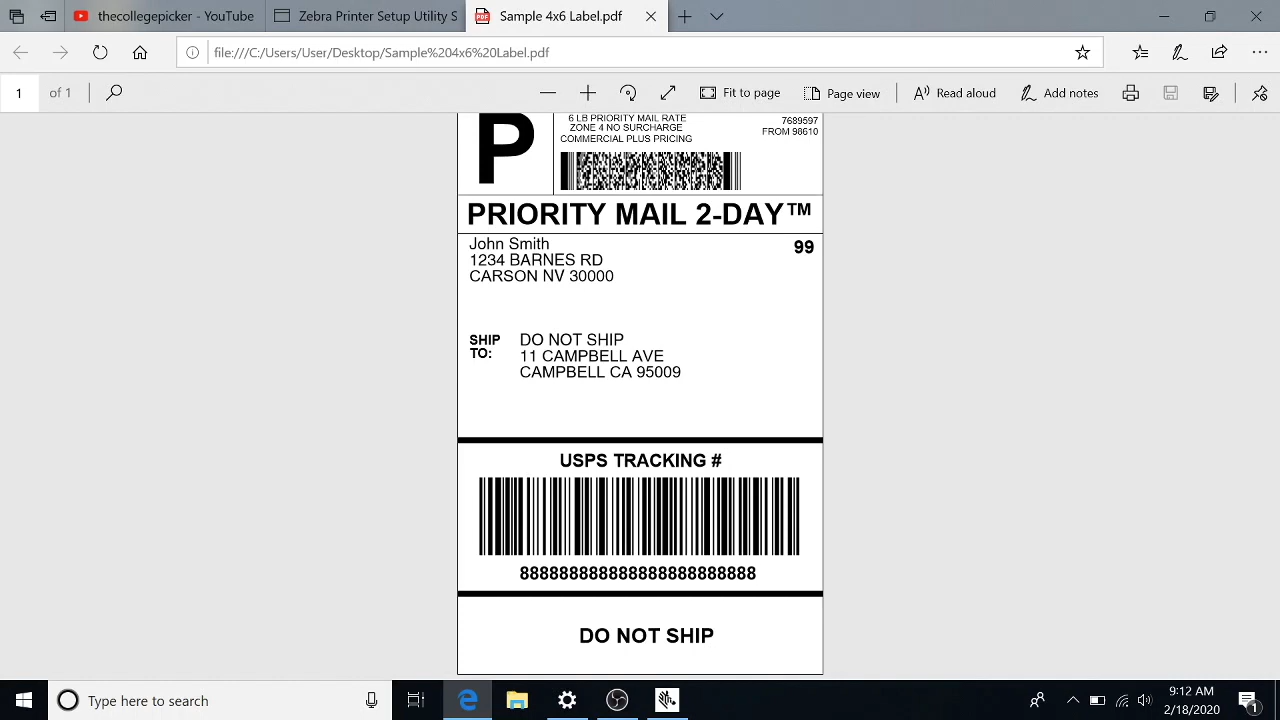 thecollegepicker - YouTube
Zebra Printer Setup Utility S
Sample 4x6 Label.pdf
file:///C:/Users/User/Desktop/Sample%204x6%20Label.pdf
1 of 1
Fit to page
Page view
Read aloud
Add notes
P
6 LB PRIORITY MAIL RATE
ZONE 4 NO SURCHARGE
COMMERCIAL PLUS PRICING
7689597
FROM 98610
PRIORITY MAIL 2-DAY™
John Smith
1234 BARNES RD
CARSON NV 30000
99
SHIP TO:
DO NOT SHIP
11 CAMPBELL AVE
CAMPBELL CA 95009
USPS TRACKING #
888888888888888888888888
DO NOT SHIP
Type here to search
9:12 AM
2/18/2020
1